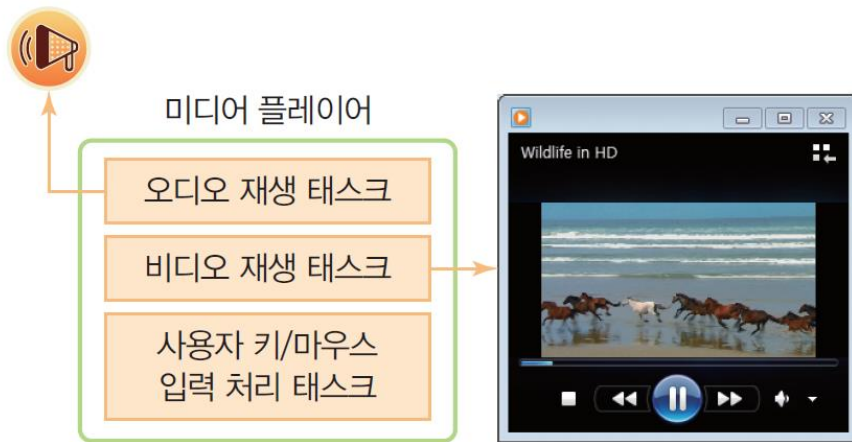 미디어 플레이어
오디오 재생 태스크
비디오 재생 태스크
사용자 키/마우스
입력 처리 태스크
Wildlife in HD